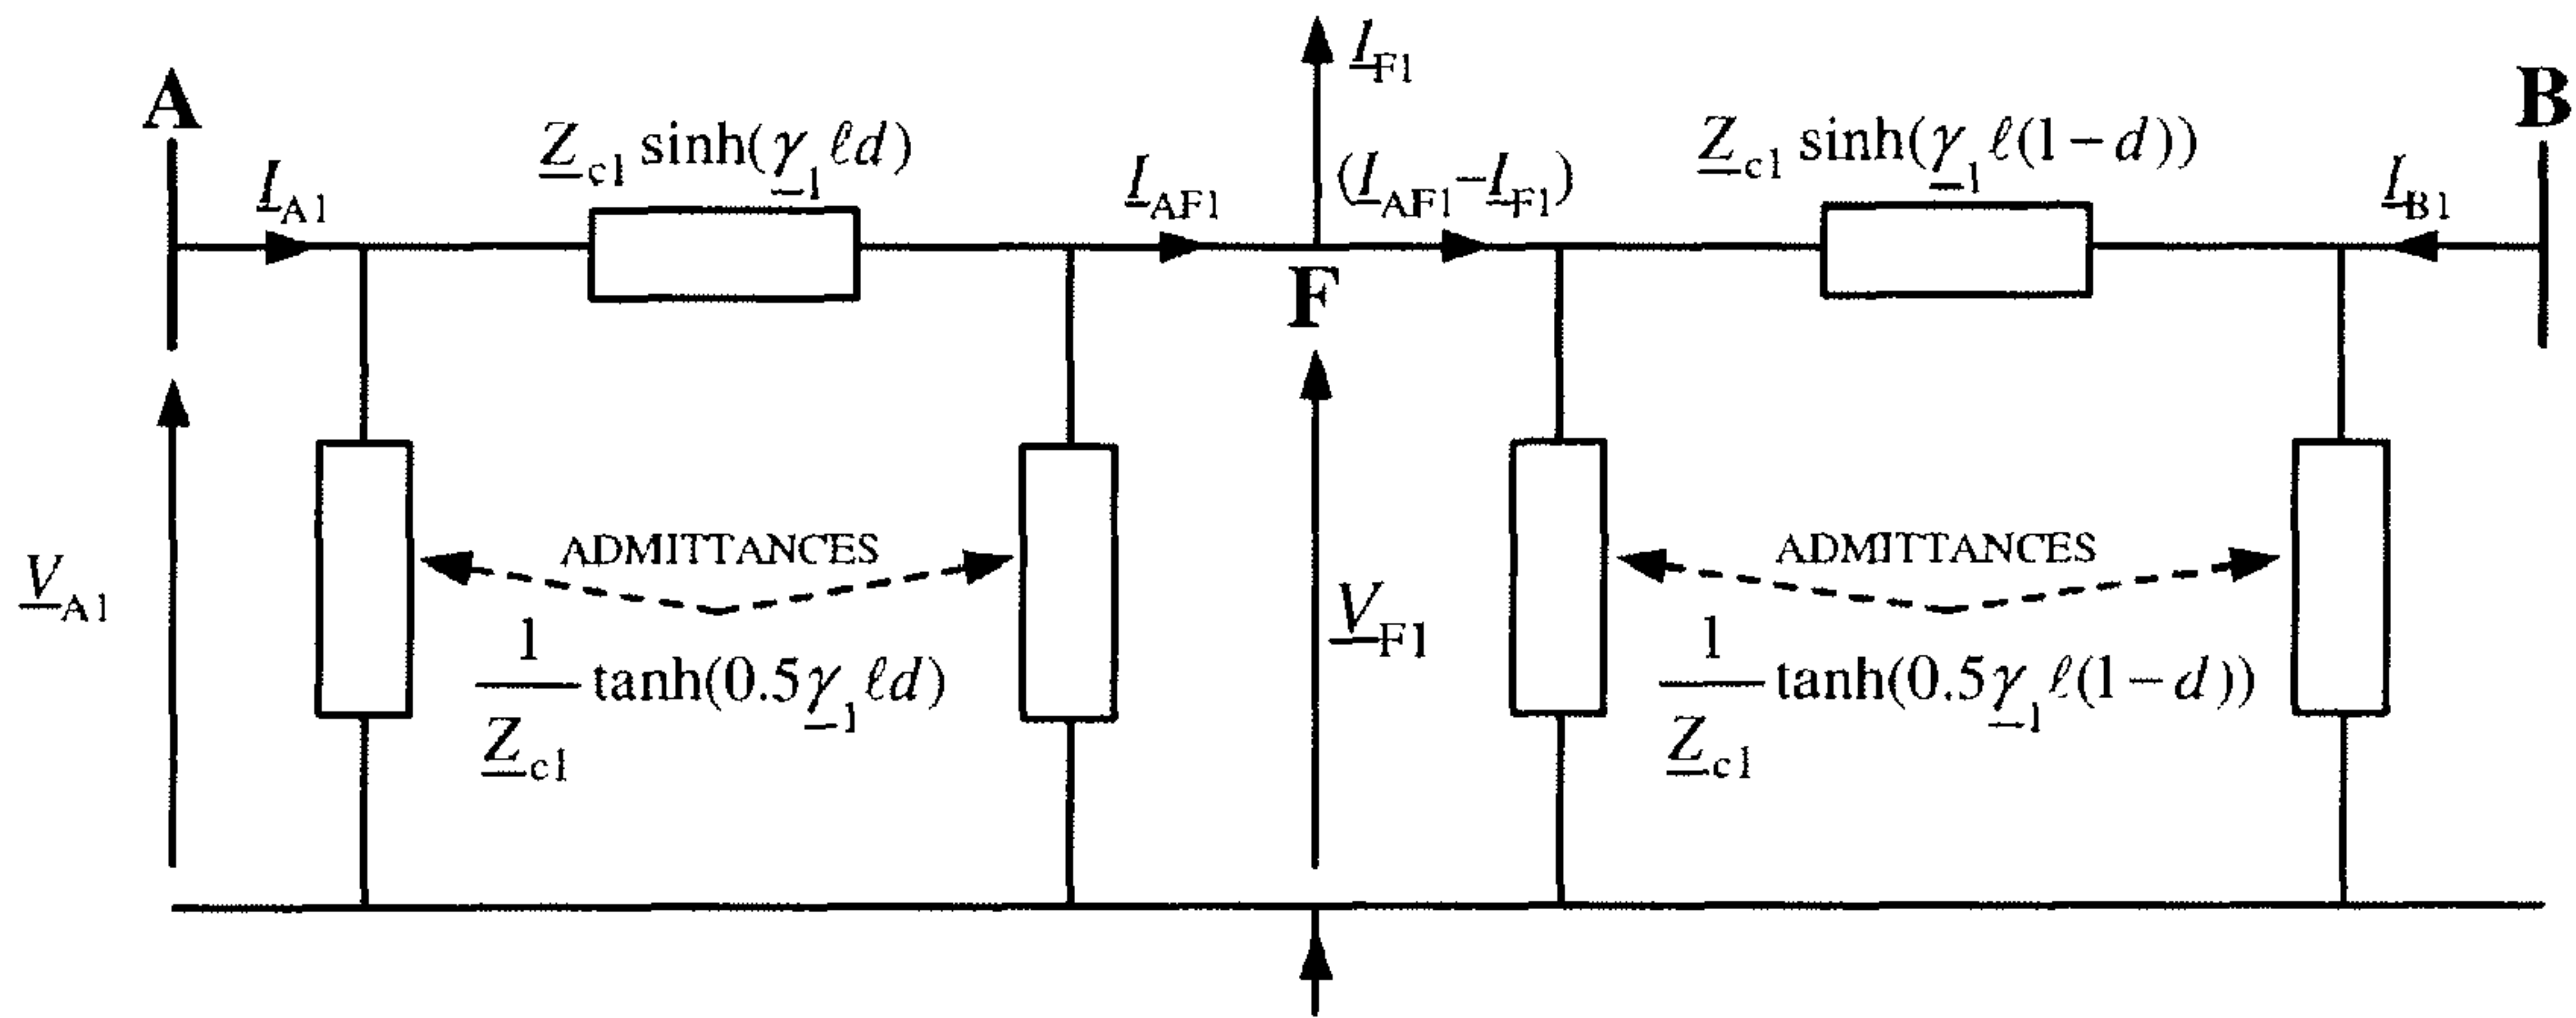 I_F1
A
B
Z_c1 sinh(γ_1 ℓd)
I_A1
I_AF1
(I_AF1–I_F1)
Z_c1 sinh(γ_1 ℓ(1–d))
I_B1
F
ADMITTANCES
ADMITTANCES
V_A1
1/Z_c1 tanh(0.5γ_1 ℓd)
V_F1
1/Z_c1 tanh(0.5γ_1 ℓ(1–d))